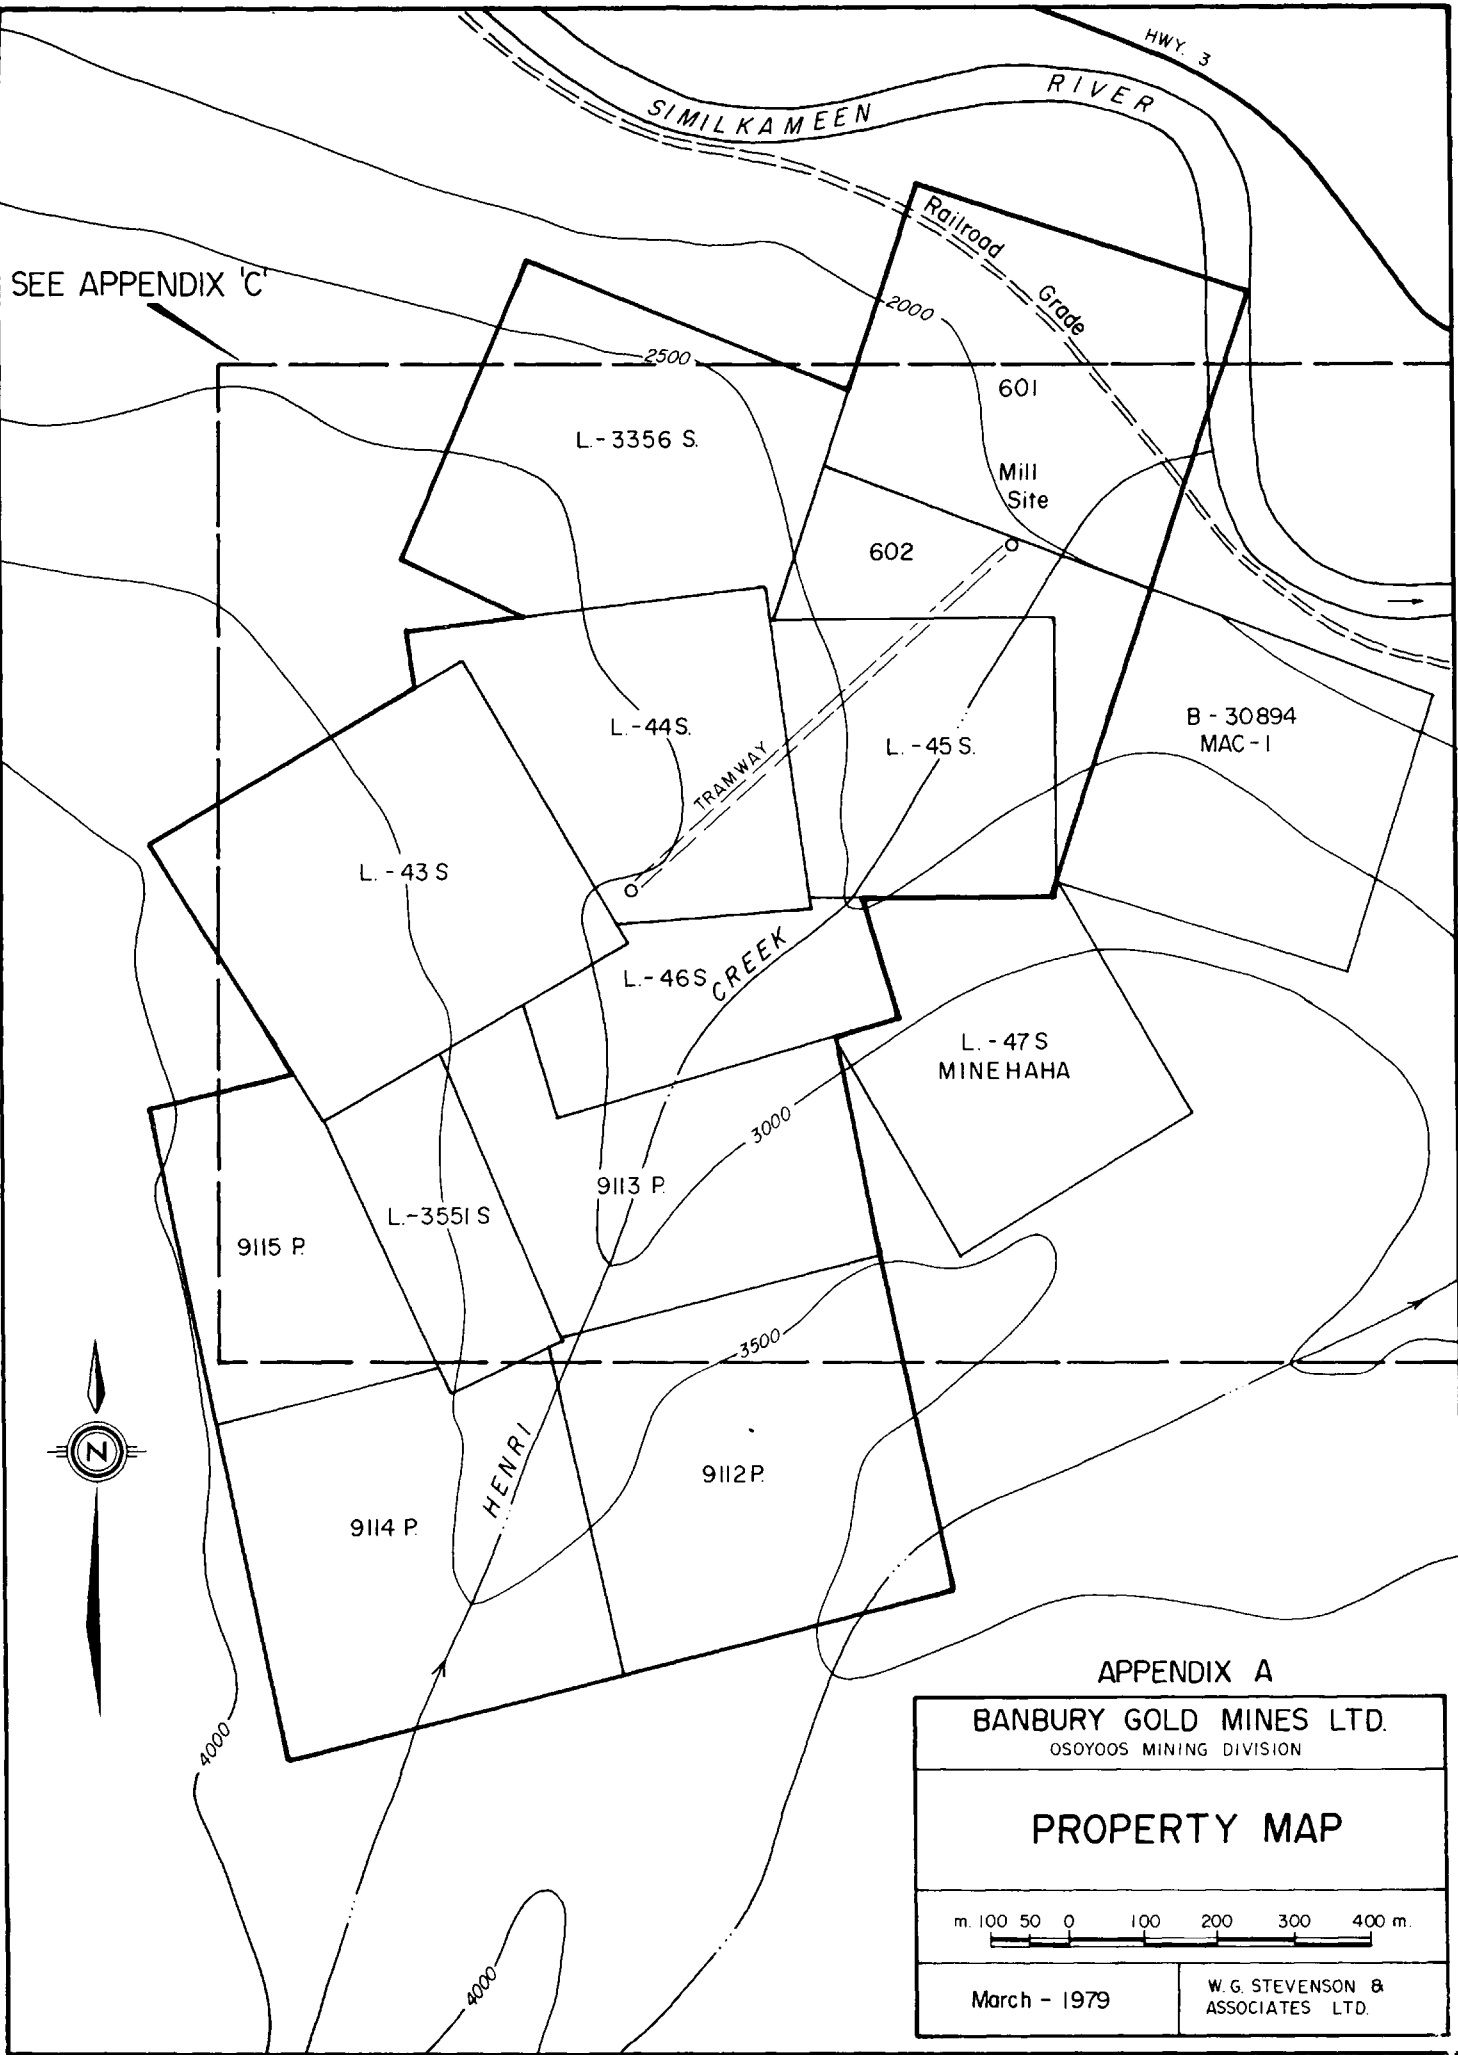 HWY. 3
SIMILKAMEEN RIVER
Railroad Grade
SEE APPENDIX 'C'
2000
2500
601
L.-3356 S.
Mill
Site
602
L.-44 S.
TRAMWAY
L.-45 S.
B-30894
MAC-1
L.-43 S
L.-46 S
CREEK
L.-47 S
MINEHAHA
3000
9113 P.
L.-3551 S
9115 P.
3500
HENRI
N
9112 P.
9114 P.
4000
4000
APPENDIX A
BANBURY GOLD MINES LTD.
OSOYOOS MINING DIVISION
PROPERTY MAP
m. 100 50 0 100 200 300 400 m.
March - 1979
W. G. STEVENSON &
ASSOCIATES LTD.